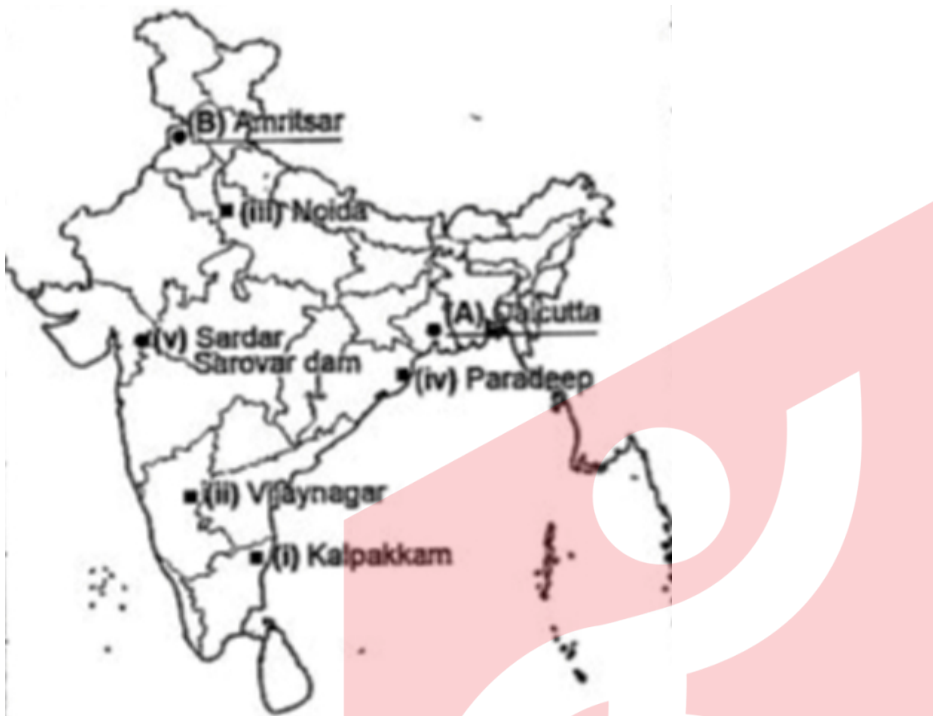 (B) Amritsar
(iii) Noida
(A) Calcutta
(v) Sardar
Sarovar dam
(iv) Paradeep
(ii) Vijaynagar
(i) Kalpakkam